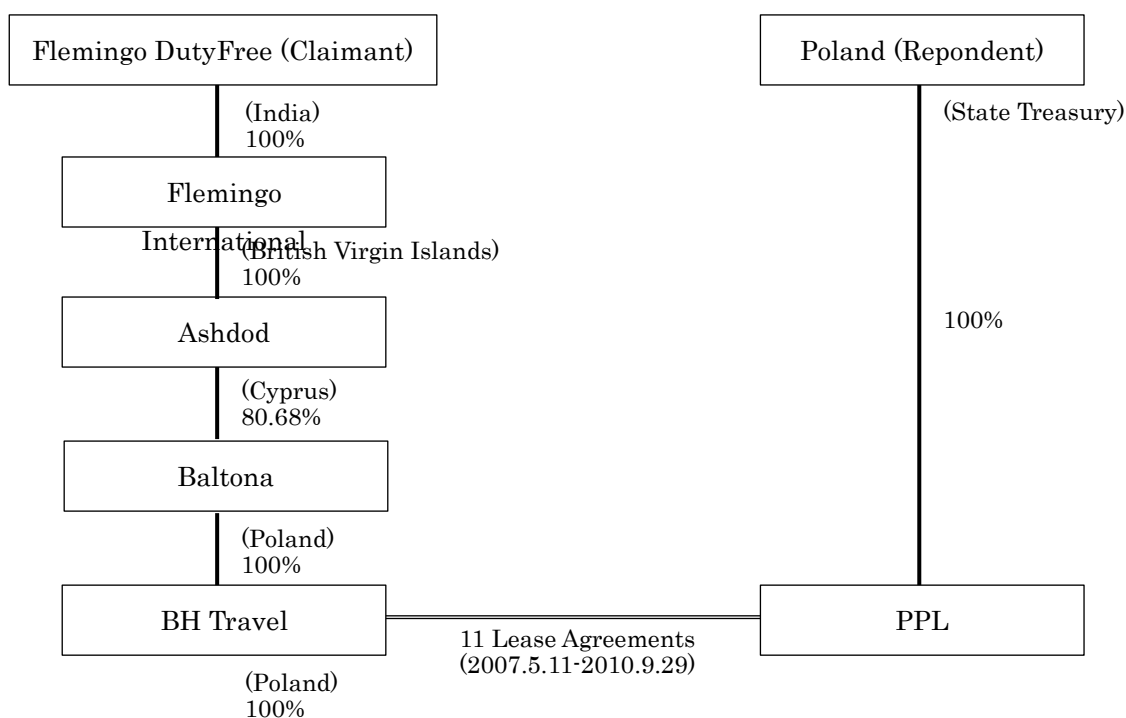 Flemingo DutyFree (Claimant)
Poland (Repondent)
(India)
100%
(State Treasury)
Flemingo
International
(British Virgin Islands)
100%
Ashdod
100%
(Cyprus)
80.68%
Baltona
(Poland)
100%
BH Travel
PPL
11 Lease Agreements
(2007.5.11-2010.9.29)
(Poland)
100%